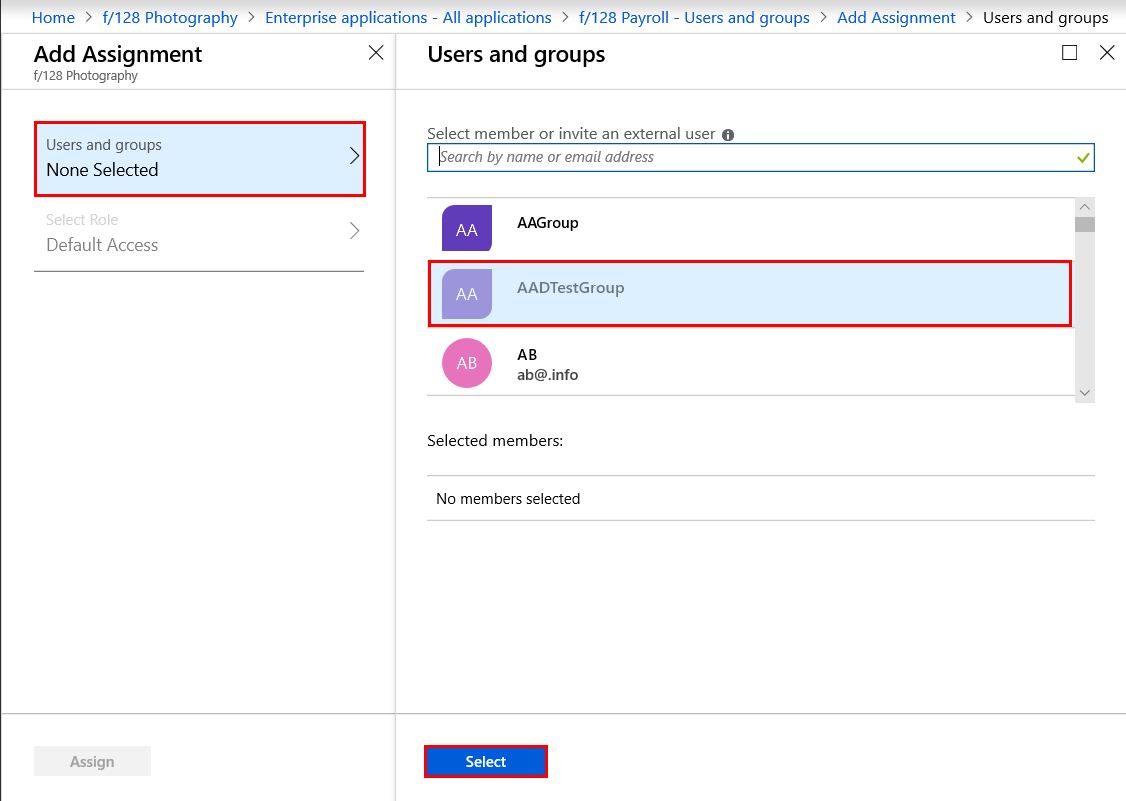 Home > f/128 Photography > Enterprise applications - All applications > f/128 Payroll - Users and groups > Add Assignment > Users and groups
Add Assignment
f/128 Photography
Users and groups
None Selected
Select Role
Default Access
Assign
Users and groups
Select member or invite an external user
Search by name or email address
AA
AAGroup
AA
AADTestGroup
AB
AB
ab@.info
Selected members:
No members selected
Select